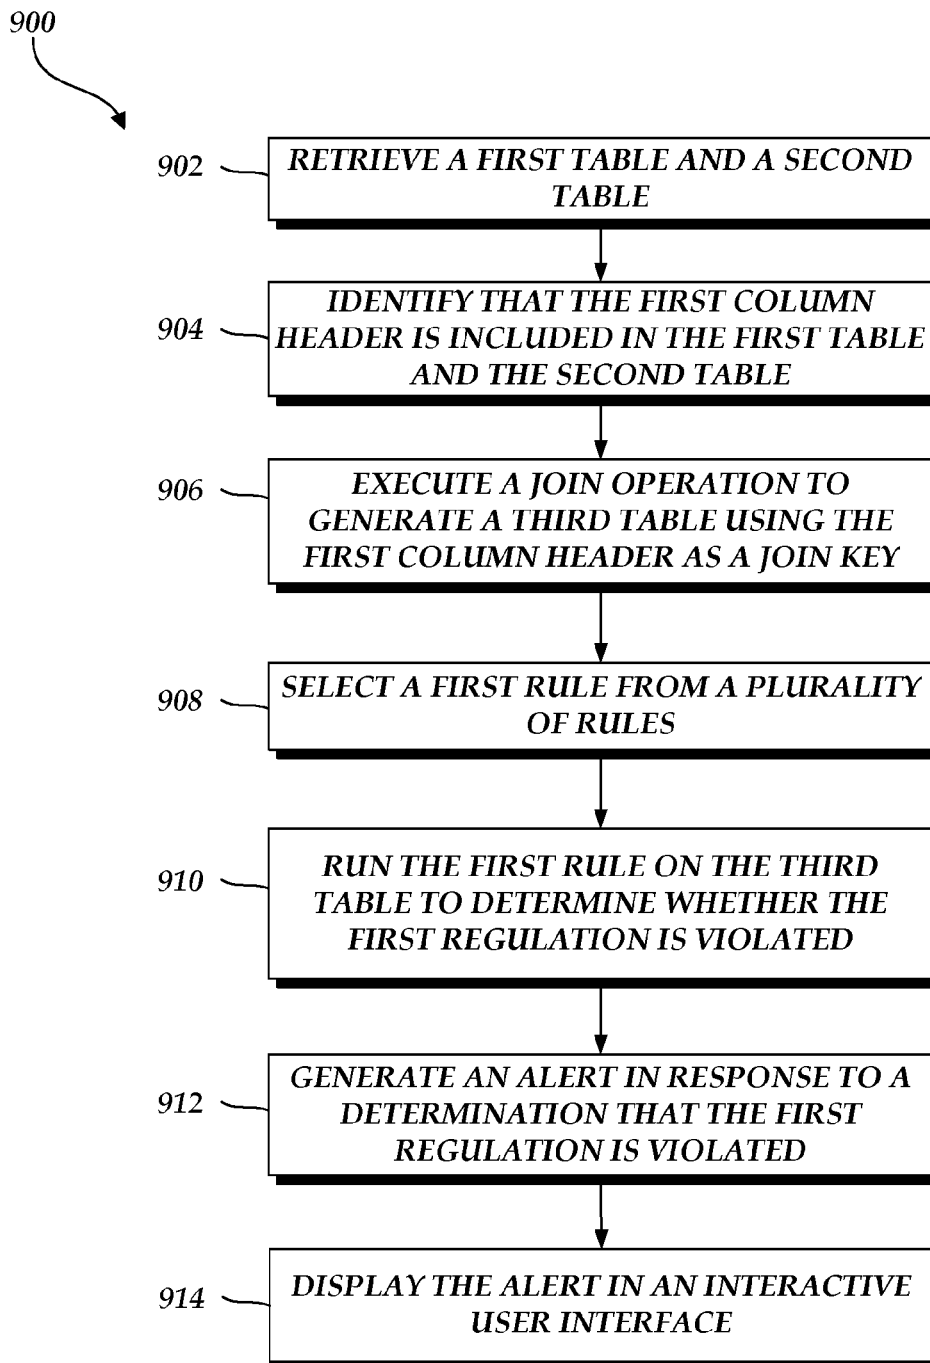 900
902
RETRIEVE A FIRST TABLE AND A SECOND
TABLE
904
IDENTIFY THAT THE FIRST COLUMN
HEADER IS INCLUDED IN THE FIRST TABLE
AND THE SECOND TABLE
906
EXECUTE A JOIN OPERATION TO
GENERATE A THIRD TABLE USING THE
FIRST COLUMN HEADER AS A JOIN KEY
908
SELECT A FIRST RULE FROM A PLURALITY
OF RULES
910
RUN THE FIRST RULE ON THE THIRD
TABLE TO DETERMINE WHETHER THE
FIRST REGULATION IS VIOLATED
912
GENERATE AN ALERT IN RESPONSE TO A
DETERMINATION THAT THE FIRST
REGULATION IS VIOLATED
914
DISPLAY THE ALERT IN AN INTERACTIVE
USER INTERFACE